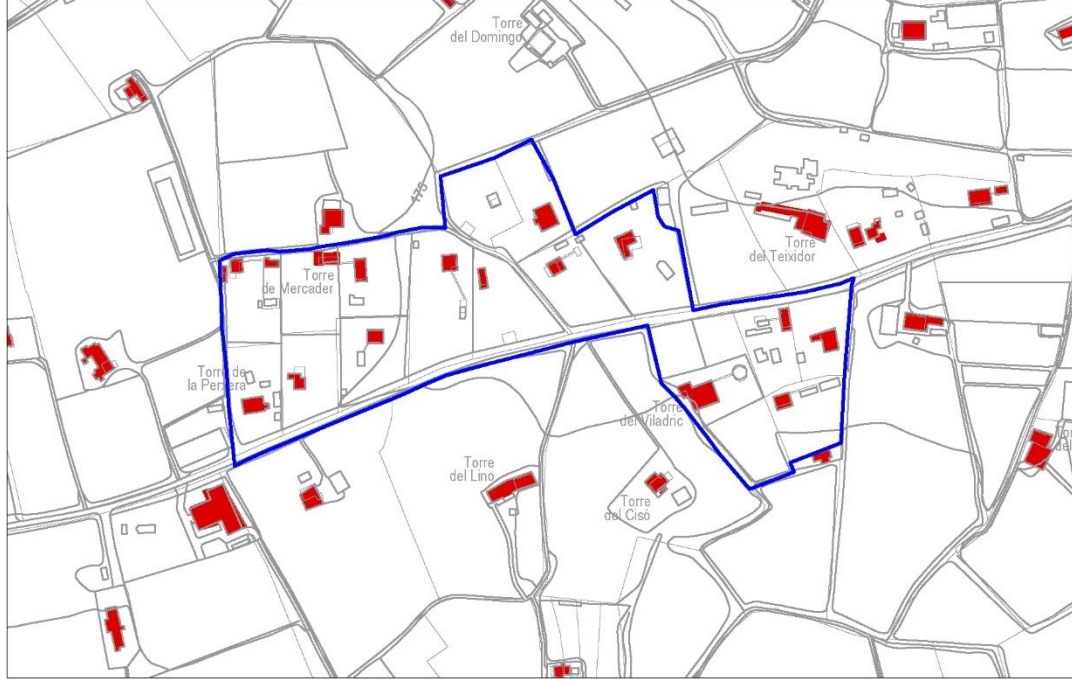 Torre
del Domingo
175
Torre
del Teixidor
Torre
de Mercader
Torre de
la Perxera
Torre
del Viladric
Torre
del Lino
Torre
del Cisó